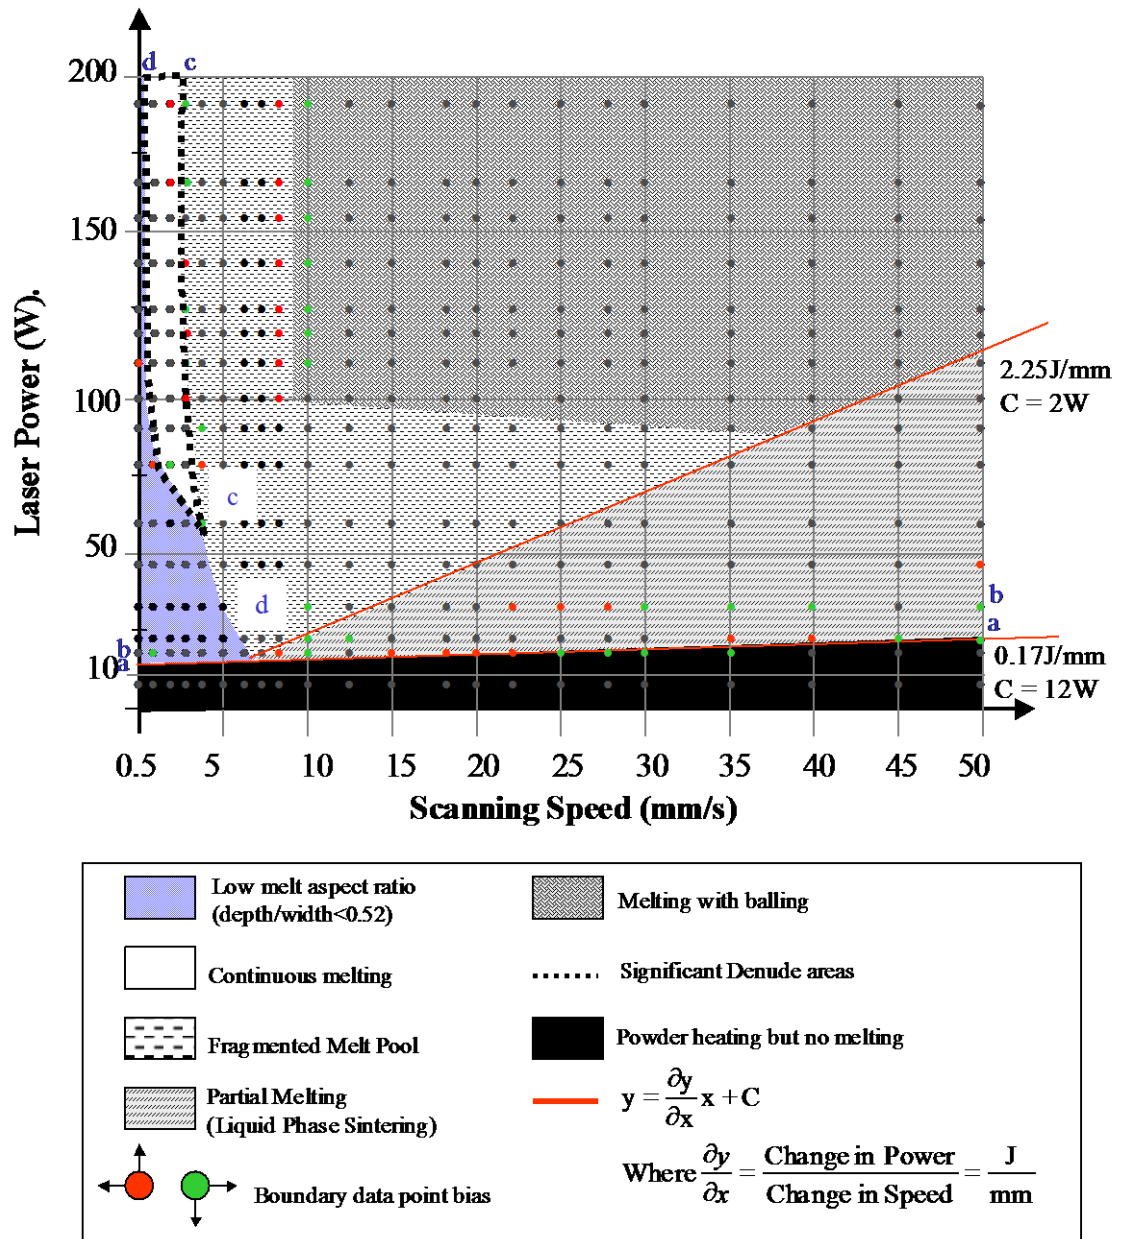 d c
200
150
100
50
10
b
a
Laser Power (W).
c
d
2.25J/mm
C = 2W
b
a
0.17J/mm
C = 12W
0.5 5 10 15 20 25 30 35 40 45 50
Scanning Speed (mm/s)
Low melt aspect ratio
(depth/width<0.52)
Continuous melting
Fragmented Melt Pool
Partial Melting
(Liquid Phase Sintering)
Boundary data point bias
Melting with balling
Significant Denude areas
Powder heating but no melting
y = ∂y/∂x x + C
Where ∂y/∂x = Change in Power/Change in Speed = J/mm